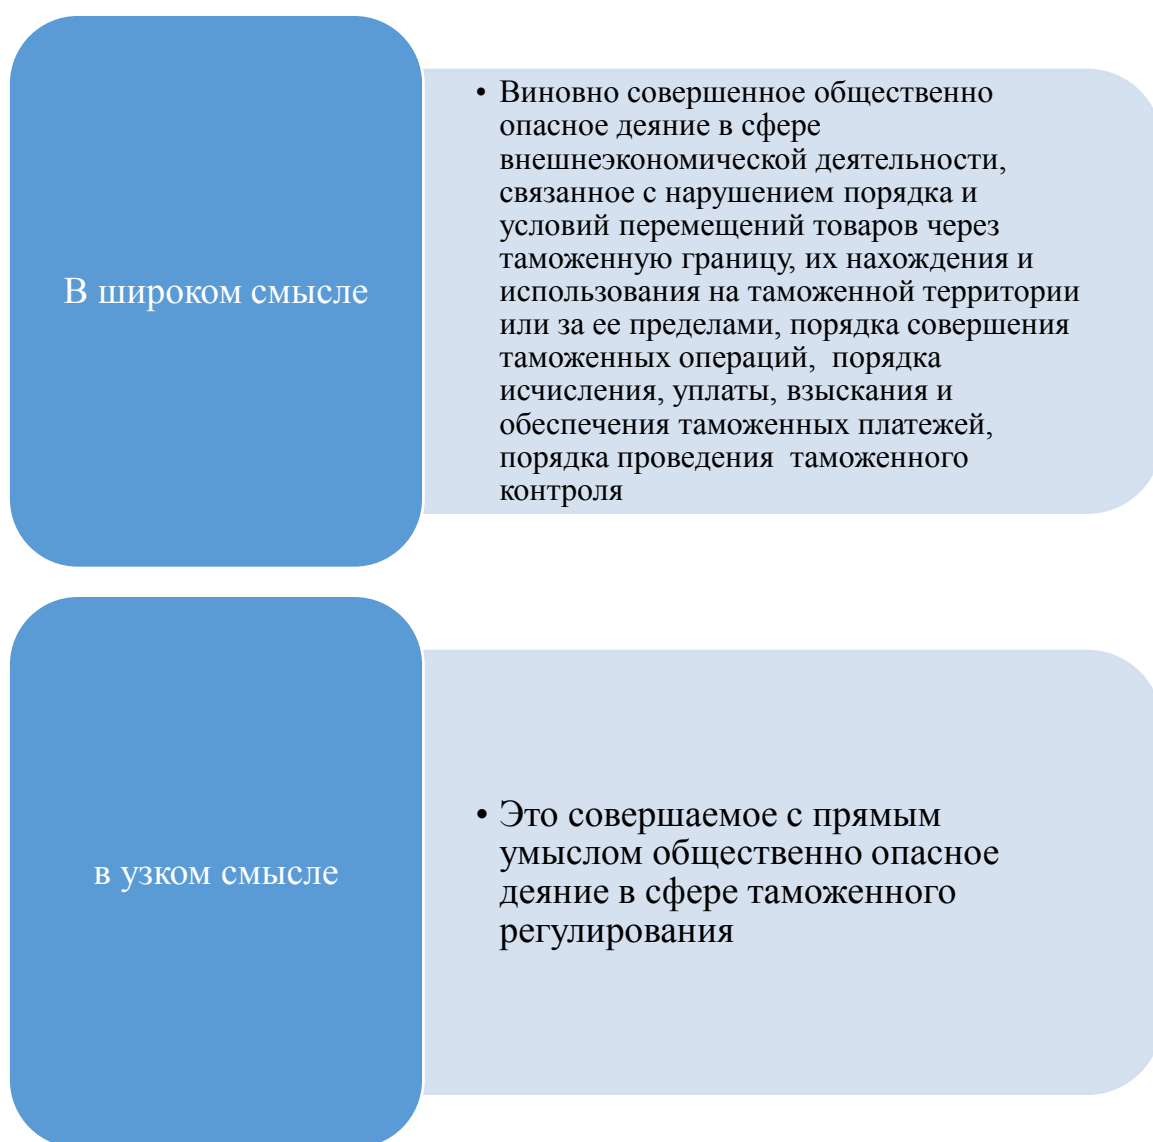 В широком смысле
• Виновно совершенное общественно
опасное деяние в сфере
внешнеэкономической деятельности,
связанное с нарушением порядка и
условий перемещений товаров через
таможенную границу, их нахождения и
использования на таможенной территории
или за ее пределами, порядка совершения
таможенных операций,  порядка
исчисления, уплаты, взыскания и
обеспечения таможенных платежей,
порядка проведения  таможенного
контроля
в узком смысле
• Это совершаемое с прямым
умыслом общественно опасное
деяние в сфере таможенного
регулирования